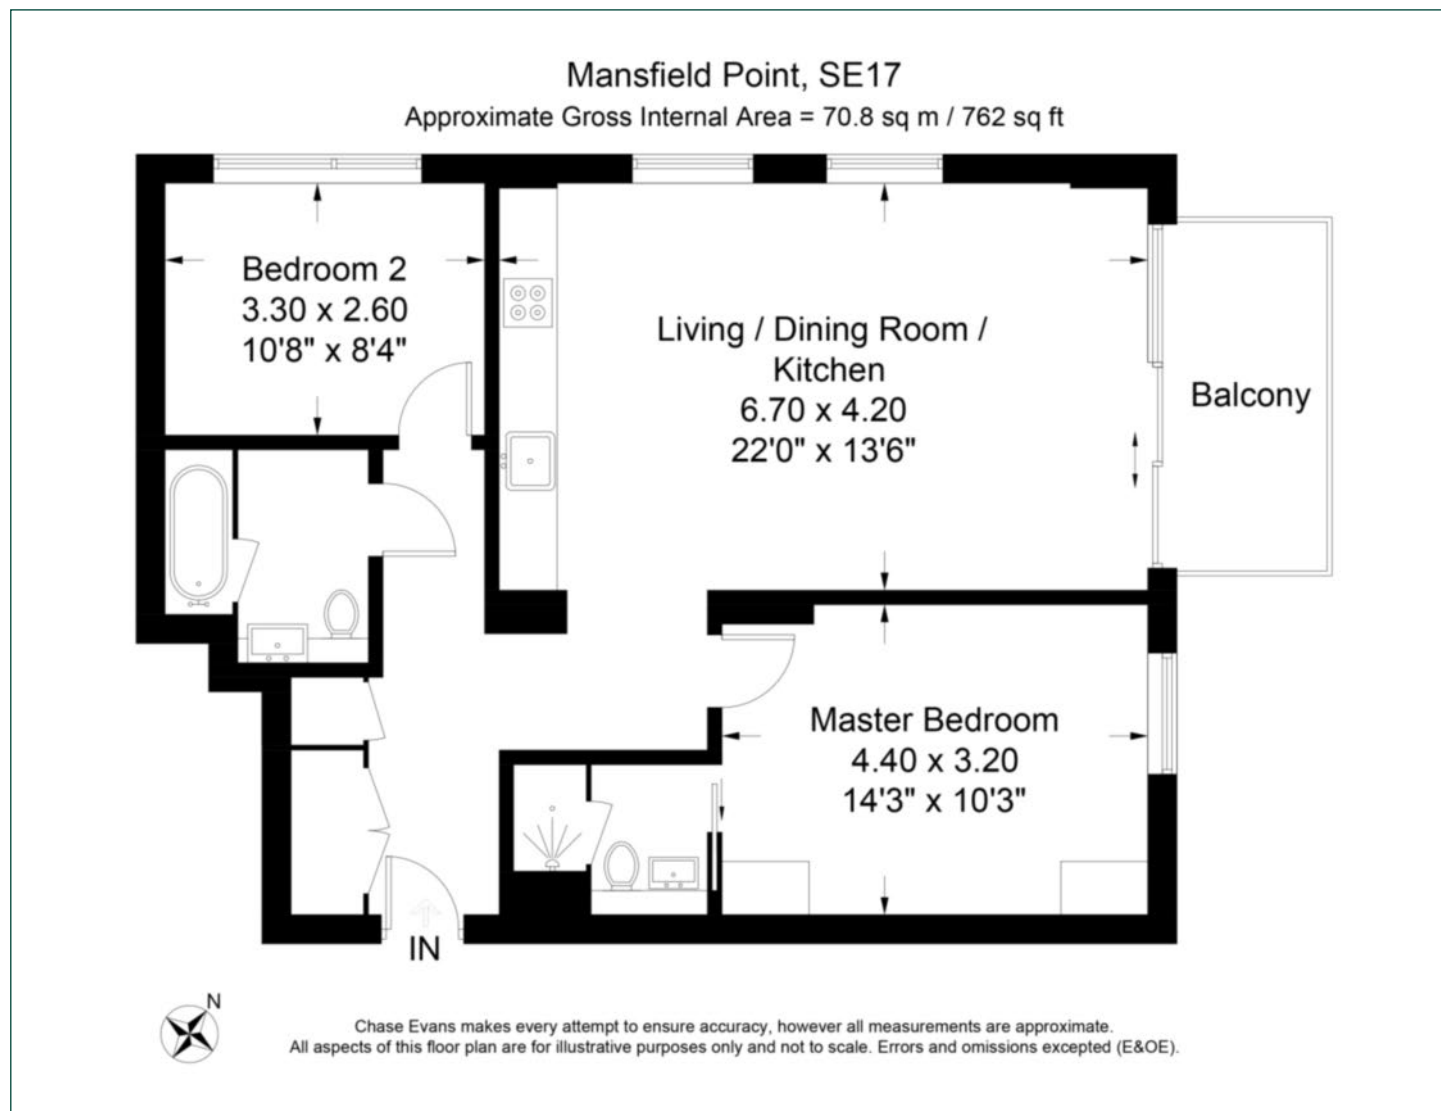 Mansfield Point, SE17
Approximate Gross Internal Area = 70.8 sq m / 762 sq ft
Bedroom 2
3.30 x 2.60
10'8" x 8'4"
Living / Dining Room /
Kitchen
6.70 x 4.20
22'0" x 13'6"
Balcony
Master Bedroom
4.40 x 3.20
14'3" x 10'3"
IN
N
Chase Evans makes every attempt to ensure accuracy, however all measurements are approximate.
All aspects of this floor plan are for illustrative purposes only and not to scale. Errors and omissions excepted (E&OE).